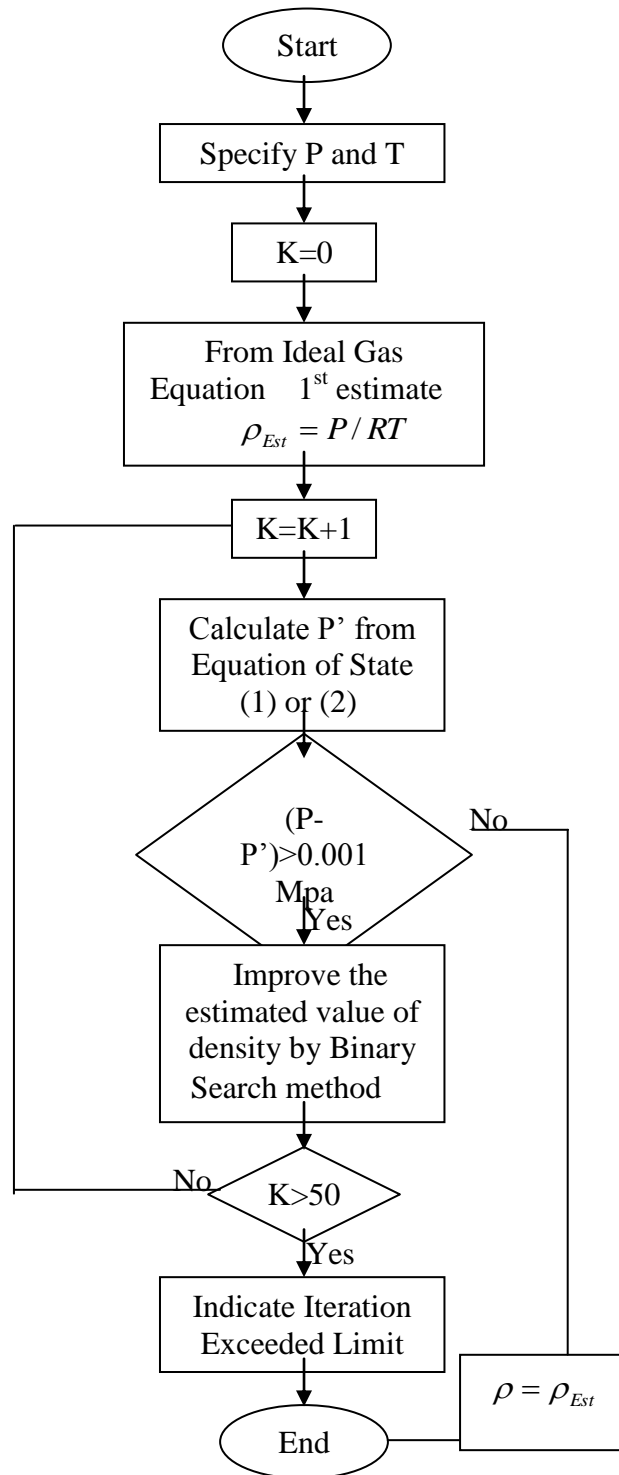 Start
Specify P and T
K=0
From Ideal Gas
Equation 1st estimate
ρEst = P / RT
K=K+1
Calculate P’ from
Equation of State
(1) or (2)
(P-
P’)>0.001
Mpa
No
Yes
Improve the
estimated value of
density by Binary
Search method
No
K>50
Yes
Indicate Iteration
Exceeded Limit
ρ = ρEst
End